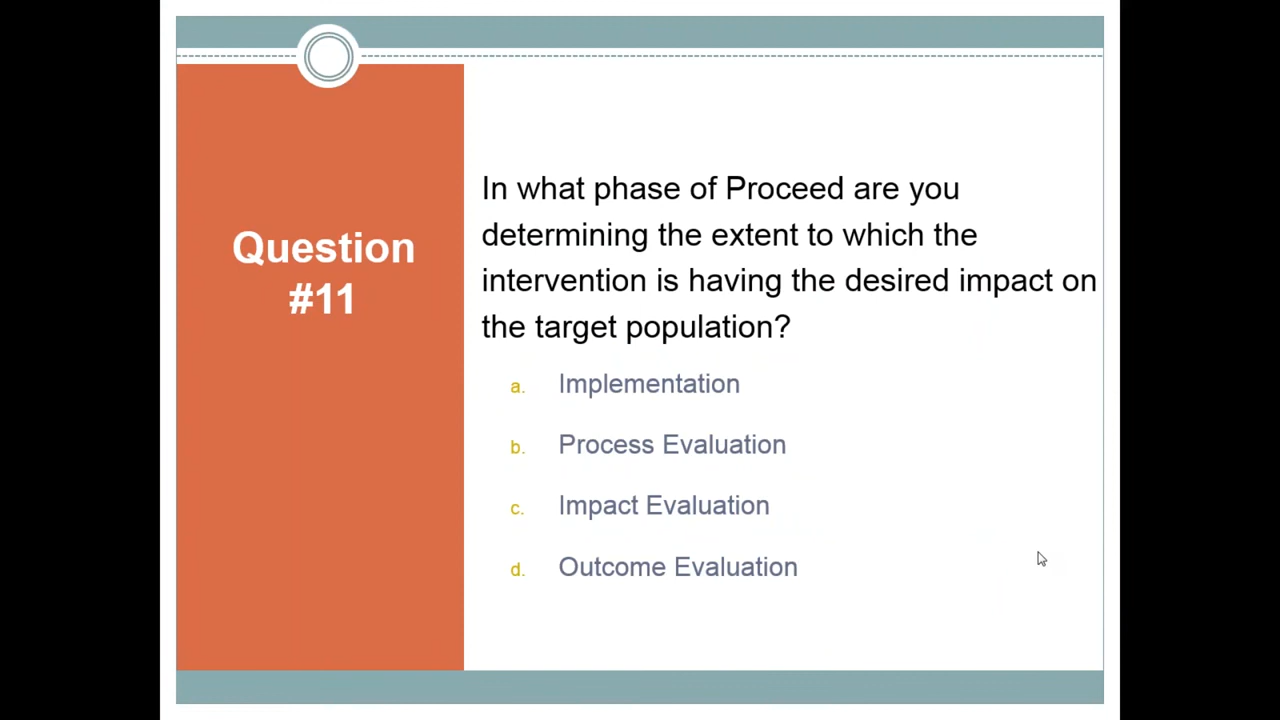 Question
#11
In what phase of Proceed are you
determining the extent to which the
intervention is having the desired impact on
the target population?
a. Implementation
b. Process Evaluation
c. Impact Evaluation
d. Outcome Evaluation